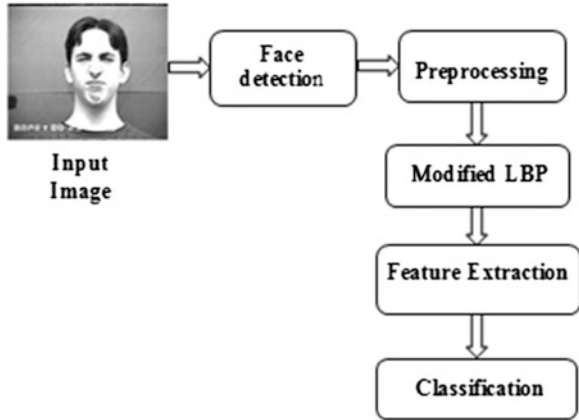 Face
detection
Preprocessing
Input
Image
Modified LBP
Feature Extraction
Classification